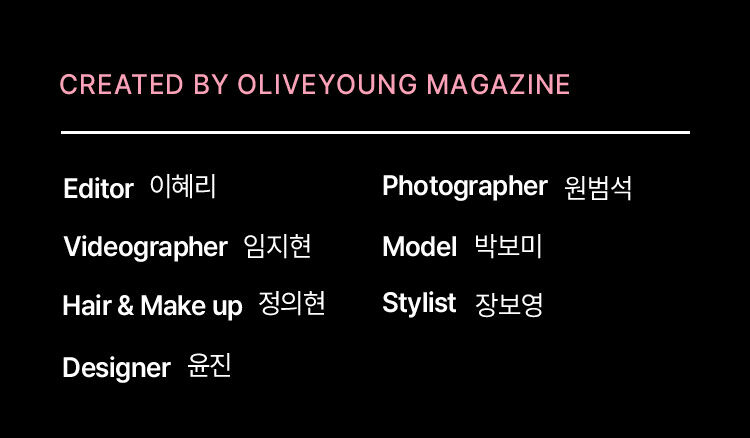 CREATED BY OLIVEYOUNG MAGAZINE
Editor 이혜리
Photographer 원범석
Videographer 임지현
Model 박보미
Hair & Make up 정의현
Stylist 장보영
Designer 윤진